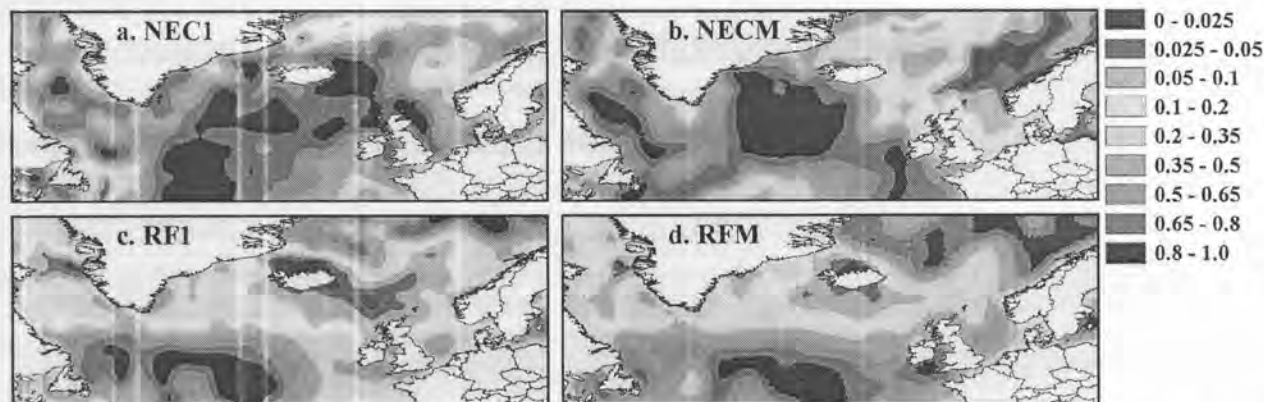 a. NEC1
b. NECM
c. RF1
d. RFM
0 - 0.025
0.025 - 0.05
0.05 - 0.1
0.1 - 0.2
0.2 - 0.35
0.35 - 0.5
0.5 - 0.65
0.65 - 0.8
0.8 - 1.0